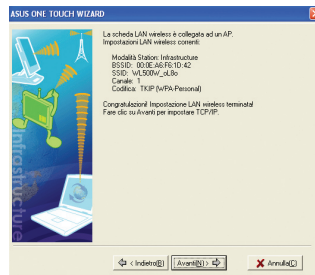 ASUS ONE TOUCH WIZARD
La scheda LAN wireless è collegata ad un AP.
Impostazioni LAN wireless correnti:
Modalità Station: Infrastructure
BSSID: 00:0E:A6:F6:1D:42
SSID: WL500W_oL8o
Canale: 1
Codifica: TKIP (WPA-Personal)
Congratulazioni! Impostazione LAN wireless terminata!
Fare clic su Avanti per impostare TCP/IP.
Infrastructure
< Indietro(B)
Avanti(N) >
Annulla(C)